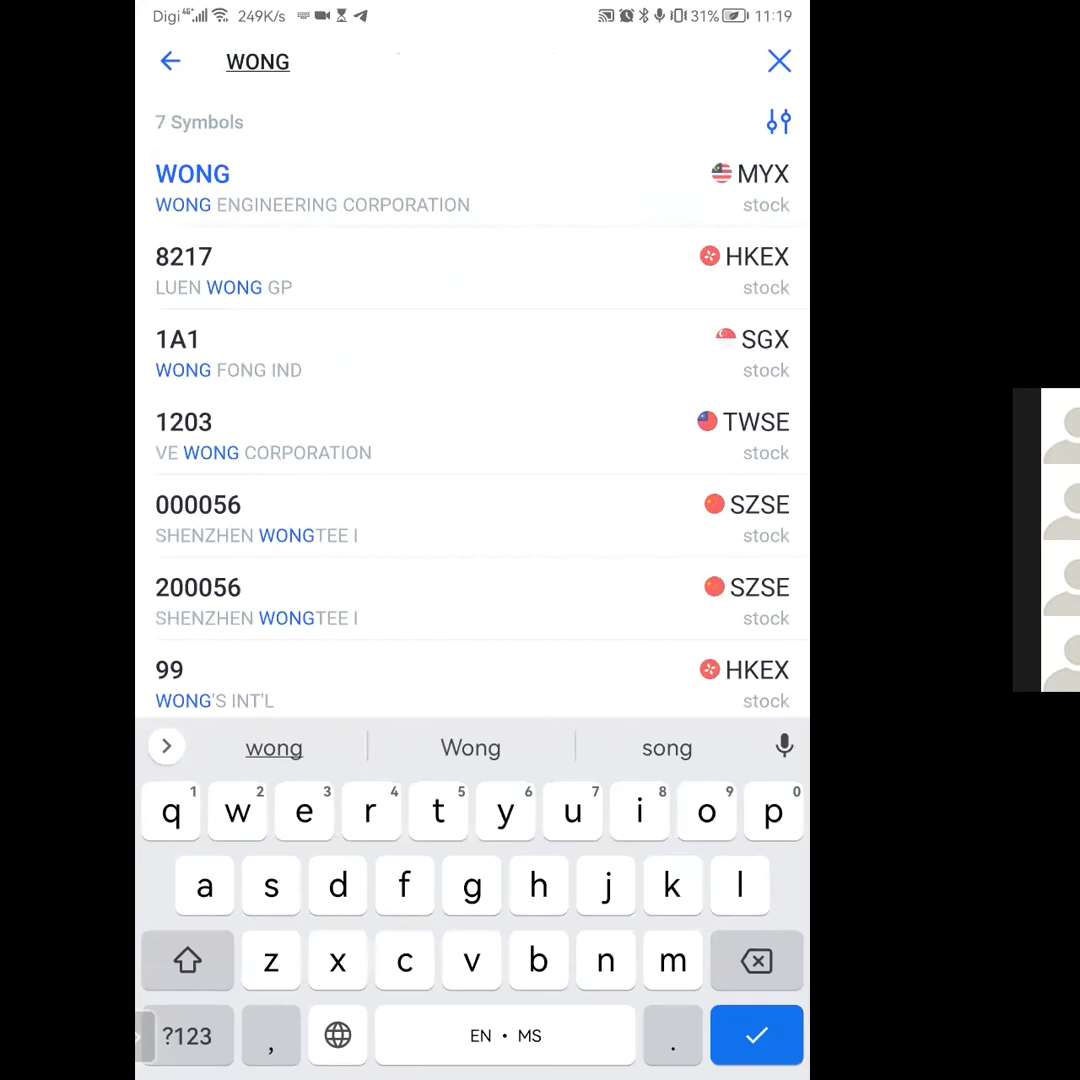 Digi 4G 249K/s 31% 11:19
WONG
7 Symbols
WONG MYX
WONG ENGINEERING CORPORATION stock
8217 HKEX
LUEN WONG GP stock
1A1 SGX
WONG FONG IND stock
1203 TWSE
VE WONG CORPORATION stock
000056 SZSE
SHENZHEN WONGTEE I stock
200056 SZSE
SHENZHEN WONGTEE I stock
99 HKEX
WONG'S INT'L stock
wong Wong song
1 2 3 4 5 6 7 8 9 0
q w e r t y u i o p
a s d f g h j k l
z x c v b n m
?123 , EN • MS .